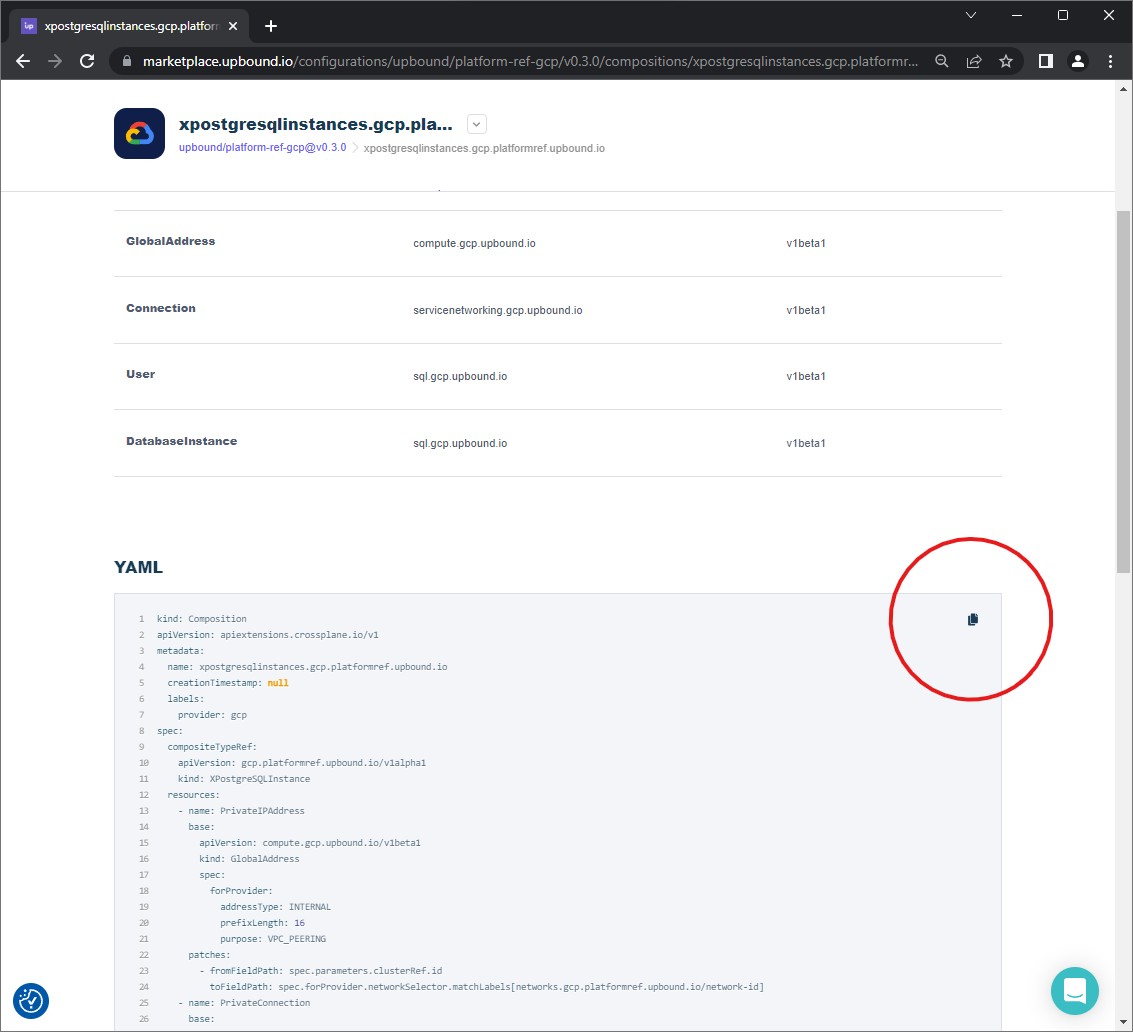 up xpostgresqlinstances.gcp.platform
marketplace.upbound.io/configurations/upbound/platform-ref-gcp/v0.3.0/compositions/xpostgresqlinstances.gcp.platformr...
xpostgresqlinstances.gcp.pla...
upbound/platform-ref-gcp@v0.3.0 xpostgresqlinstances.gcp.platformref.upbound.io
GlobalAddress compute.gcp.upbound.io v1beta1
Connection servicenetworking.gcp.upbound.io v1beta1
User sql.gcp.upbound.io v1beta1
DatabaseInstance sql.gcp.upbound.io v1beta1
YAML
1 kind: Composition
2 apiVersion: apiextensions.crossplane.io/v1
3 metadata:
4 name: xpostgresqlinstances.gcp.platformref.upbound.io
5 creationTimestamp: null
6 labels:
7 provider: gcp
8 spec:
9 compositeTypeRef:
10 apiVersion: gcp.platformref.upbound.io/v1alpha1
11 kind: XPostgreSQLInstance
12 resources:
13 - name: PrivateIPAddress
14 base:
15 apiVersion: compute.gcp.upbound.io/v1beta1
16 kind: GlobalAddress
17 spec:
18 forProvider:
19 addressType: INTERNAL
20 prefixLength: 16
21 purpose: VPC_PEERING
22 patches:
23 - fromFieldPath: spec.parameters.clusterRef.id
24 toFieldPath: spec.forProvider.networkSelector.matchLabels[networks.gcp.platformref.upbound.io/network-id]
25 - name: PrivateConnection
26 base: